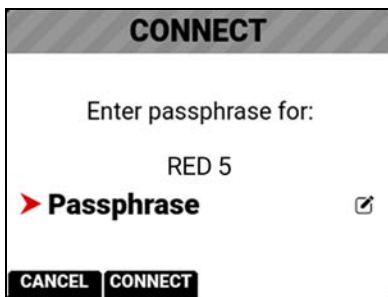 CONNECT
Enter passphrase for:
RED 5
Passphrase
CANCEL CONNECT